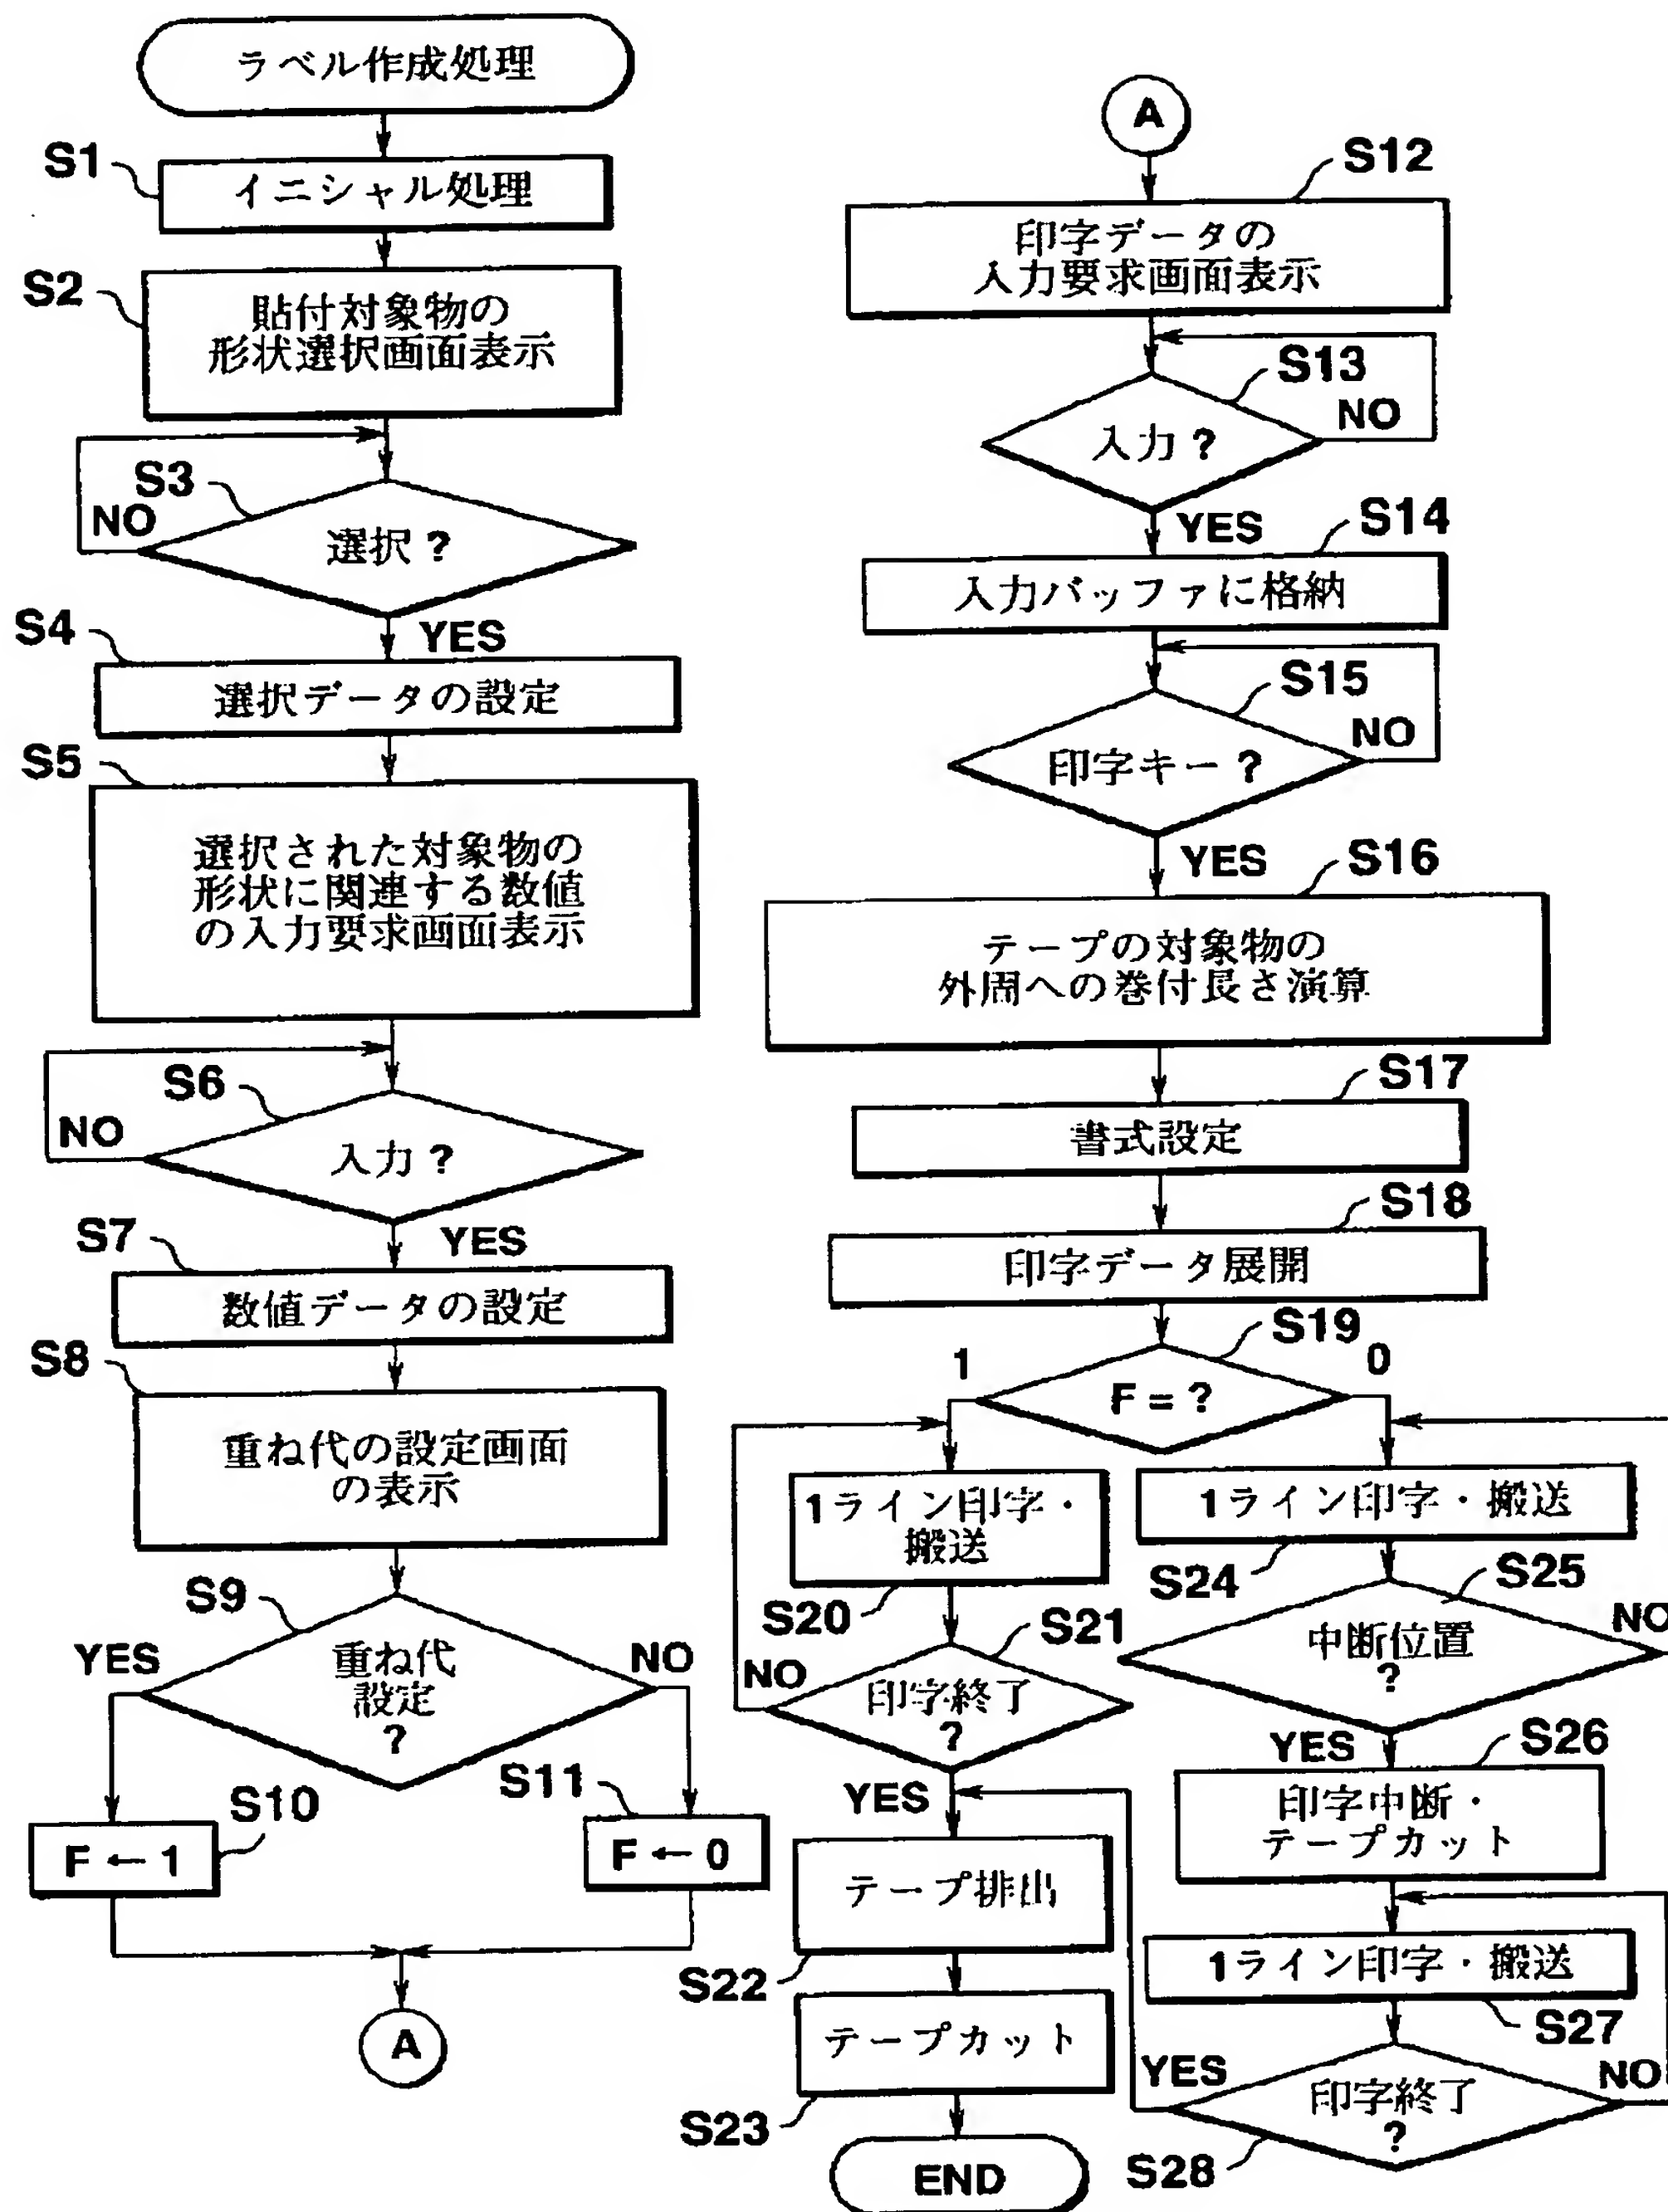 ラベル作成処理
S1
イニシャル処理
S2
貼付対象物の
形状選択画面表示
S3
NO
選択?
YES
S4
選択データの設定
S5
選択された対象物の
形状に関連する数値
の入力要求画面表示
S6
NO
入力?
YES
S7
数値データの設定
S8
重ね代の設定画面
の表示
S9
YES
重ね代
設定
?
NO
S10
F←1
S11
F←0
A
A
S12
印字データの
入力要求画面表示
S13
NO
入力?
YES
S14
入力バッファに格納
S15
NO
印字キー?
YES
S16
テープの対象物の
外周への巻付長さ演算
S17
書式設定
S18
印字データ展開
S19
1
F=?
0
1ライン印字・
搬送
S20
S21
NO
印字終了
?
YES
テープ排出
S22
テープカット
S23
END
1ライン印字・搬送
S24
S25
中断位置
?
NO
YES
S26
印字中断・
テープカット
1ライン印字・搬送
S27
YES
印字終了
?
NO
S28